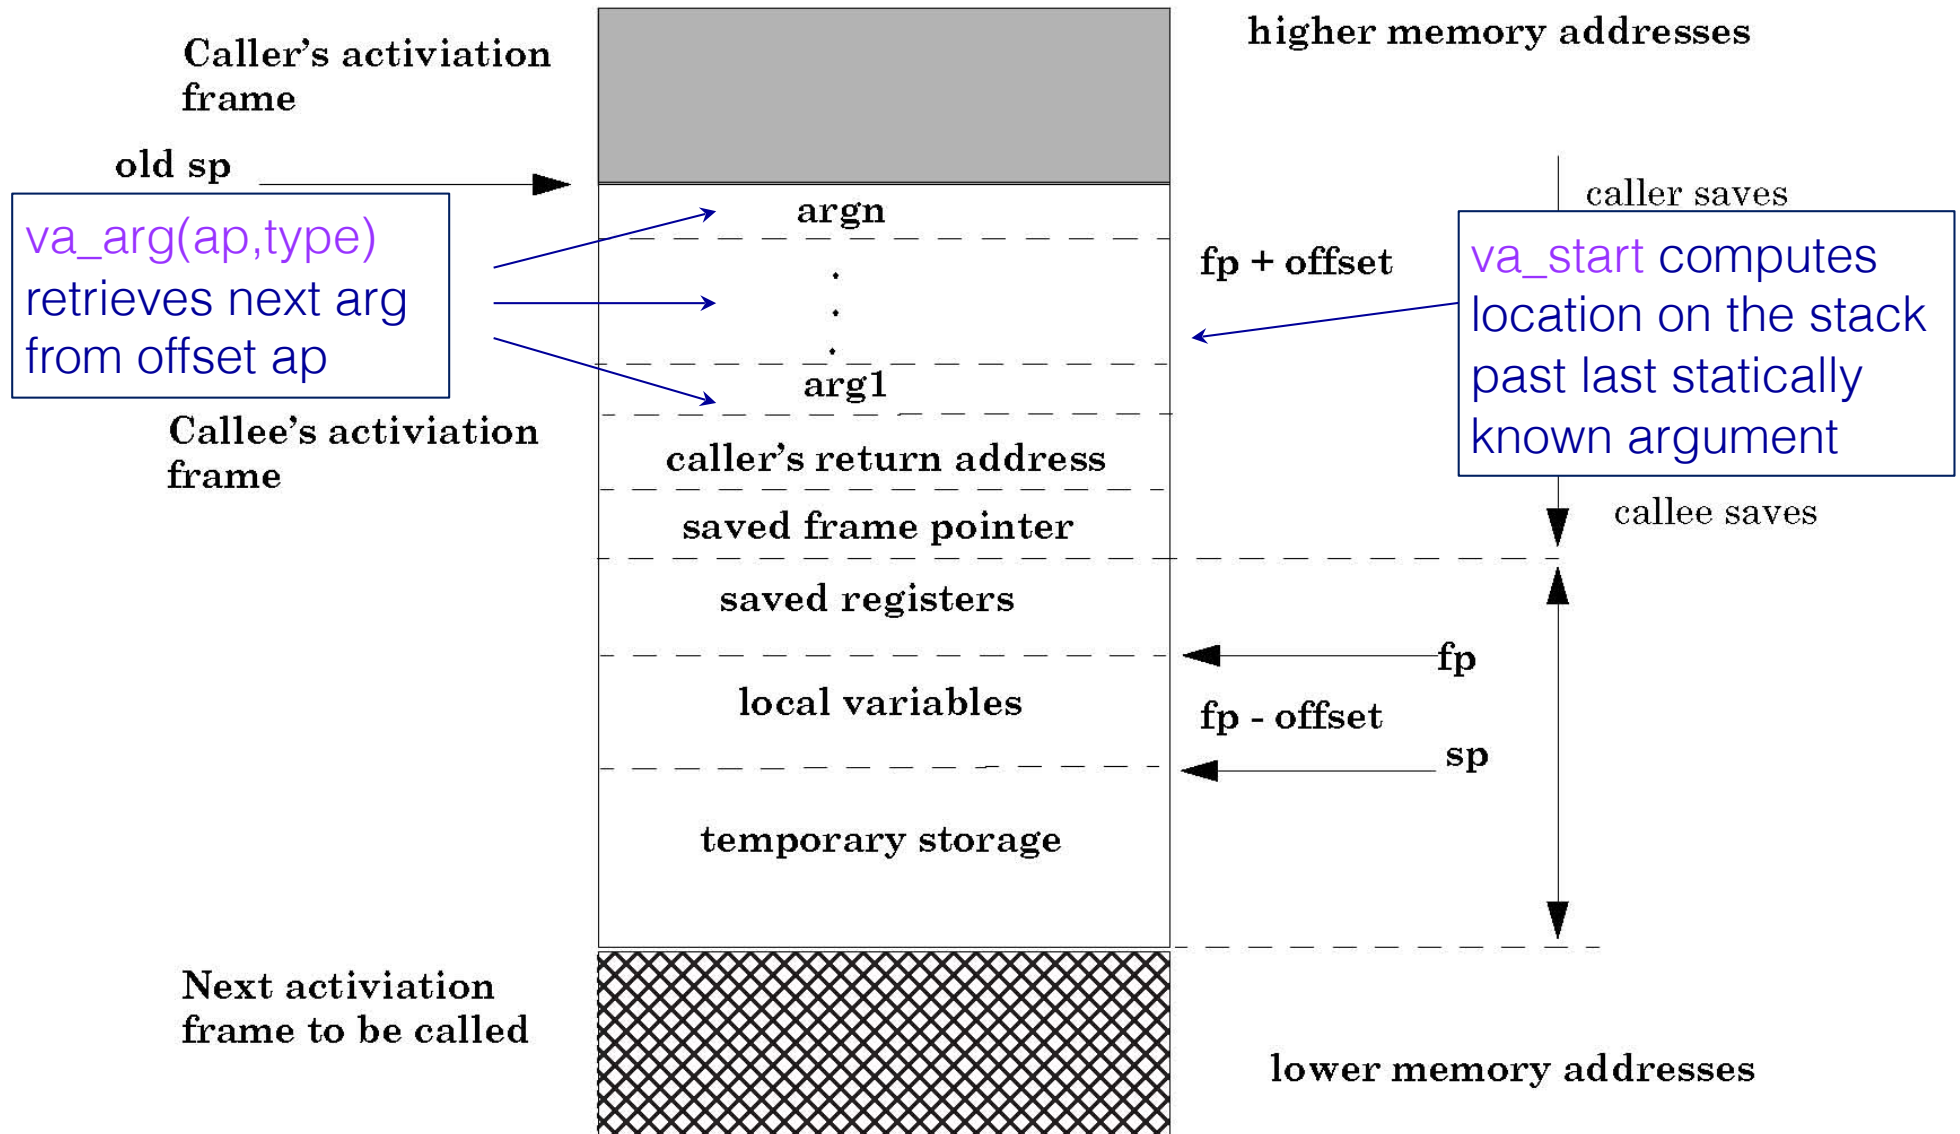 higher memory addresses
Caller's activiation
frame
old sp
caller saves
argn
va_arg(ap,type)
retrieves next arg
from offset ap
fp + offset
va_start computes
location on the stack
past last statically
known argument
arg1
Callee's activiation
frame
caller's return address
callee saves
saved frame pointer
saved registers
fp
local variables
fp - offset
sp
temporary storage
Next activiation
frame to be called
lower memory addresses